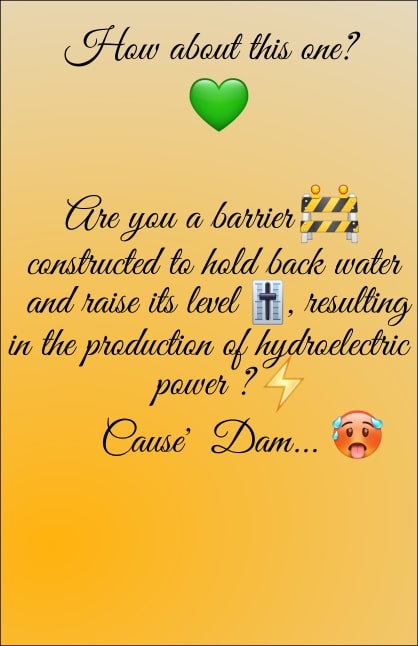 How about this one?
💚
Are you a barrier 🚧
constructed to hold back water
and raise its level 🎚, resulting
in the production of hydroelectric
power ? ⚡
'Cause' Dam... 🥵